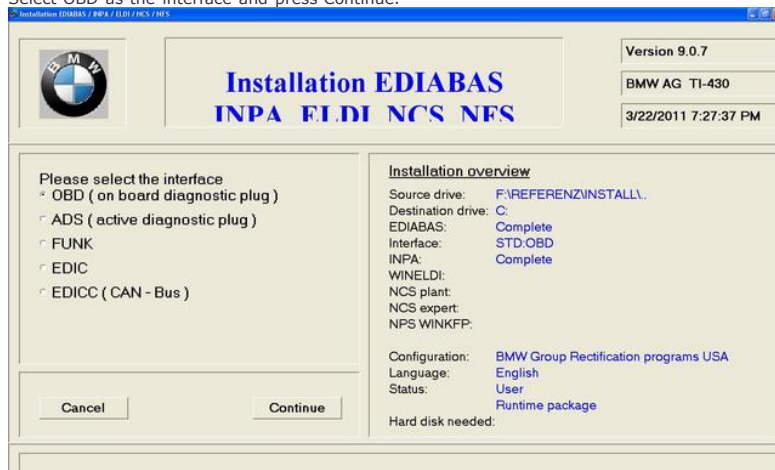 Select OBD as the interface and press Continue.
Installation EDIABAS / INPA / ELDI / NCS / NFS
BMW
Installation EDIABAS
INPA ELDI NCS NFS
Version 9.0.7
BMW AG TI-430
3/22/2011 7:27:37 PM
Please select the interface
OBD ( on board diagnostic plug )
ADS ( active diagnostic plug )
FUNK
EDIC
EDICC ( CAN - Bus )
Cancel
Continue
Installation overview
Source drive: F:\REFERENZ\INSTALL\..
Destination drive: C:
EDIABAS: Complete
Interface: STD:OBD
INPA: Complete
WINELDI:
NCS plant:
NCS expert:
NPS WINKFP:
Configuration: BMW Group Rectification programs USA
Language: English
Status: User
Runtime package
Hard disk needed: